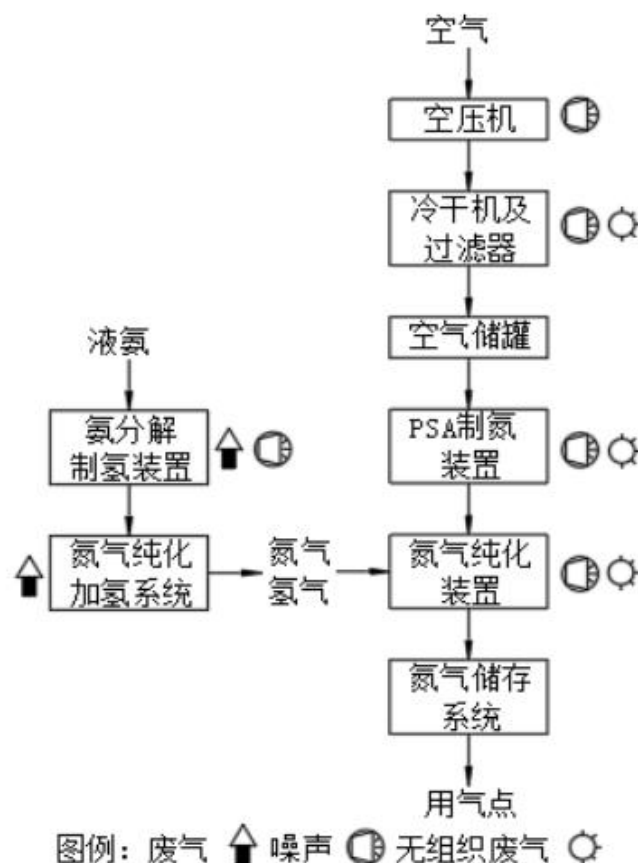 空气
空压机
冷干机及
过滤器
空气储罐
液氨
氨分解
制氢装置
PSA制氮
装置
氮气纯化
加氢系统
氮气
氢气
氮气纯化
装置
氮气储存
系统
用气点
图例：废气 噪声 无组织废气